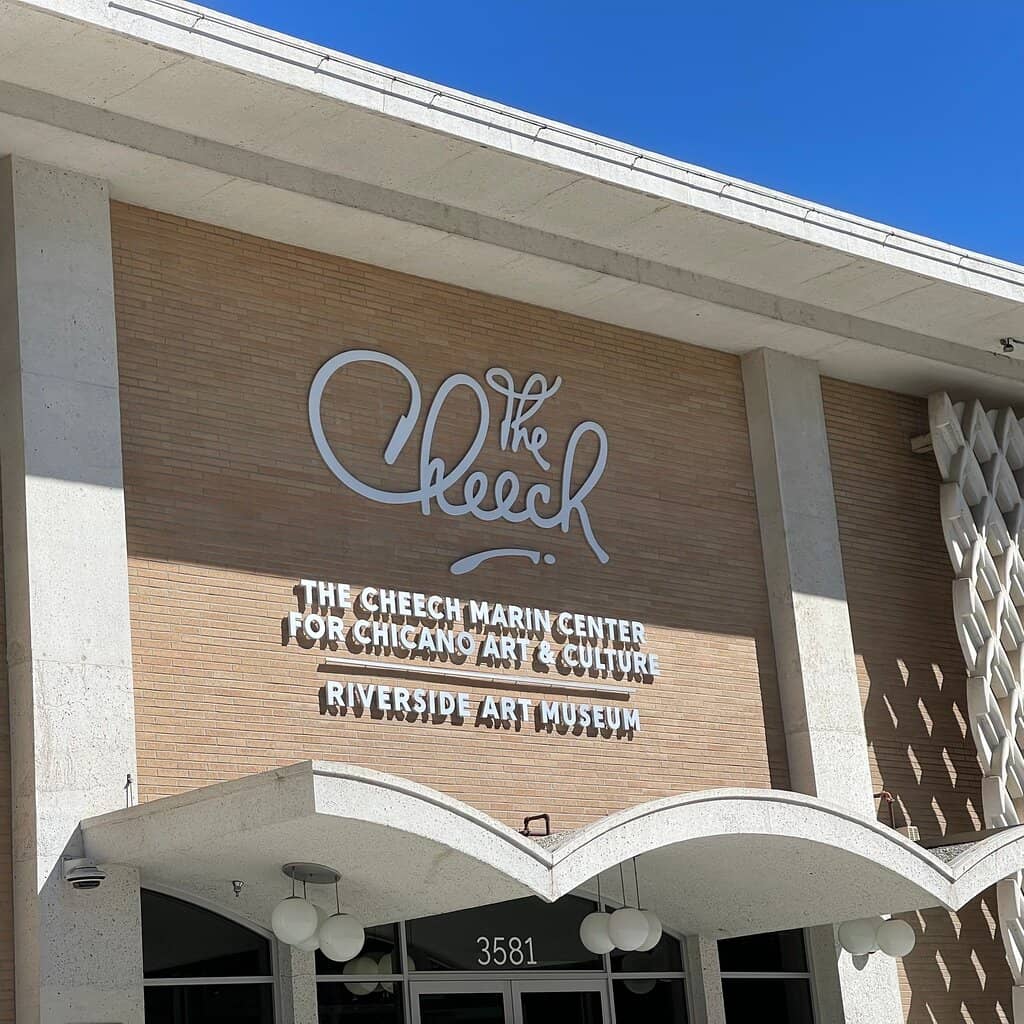 The
Cheech
THE CHEECH MARIN CENTER
FOR CHICANO ART & CULTURE
RIVERSIDE ART MUSEUM
3581